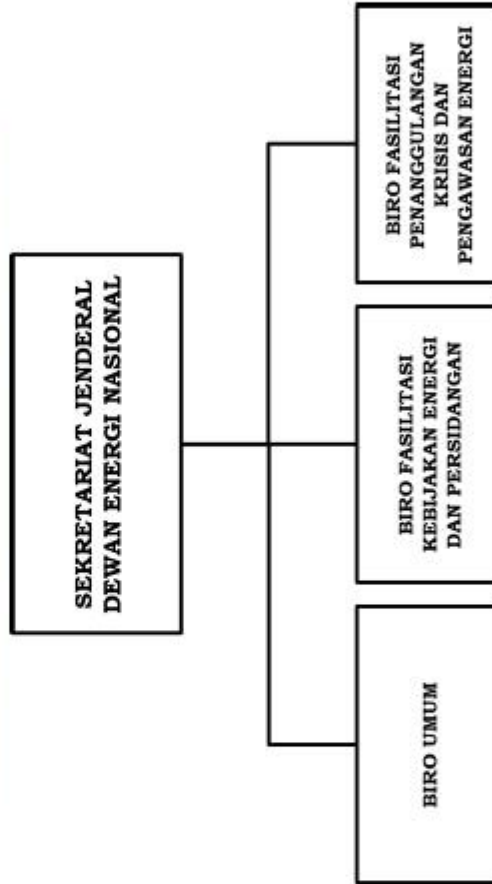 SEKRETARIAT JENDERAL
DEWAN ENERGI NASIONAL
BIRO UMUM
BIRO FASILITASI
KEBIJAKAN ENERGI
DAN PERSIDANGAN
BIRO FASILITASI
PENANGGULANGAN
KRISIS DAN
PENGAWASAN ENERGI